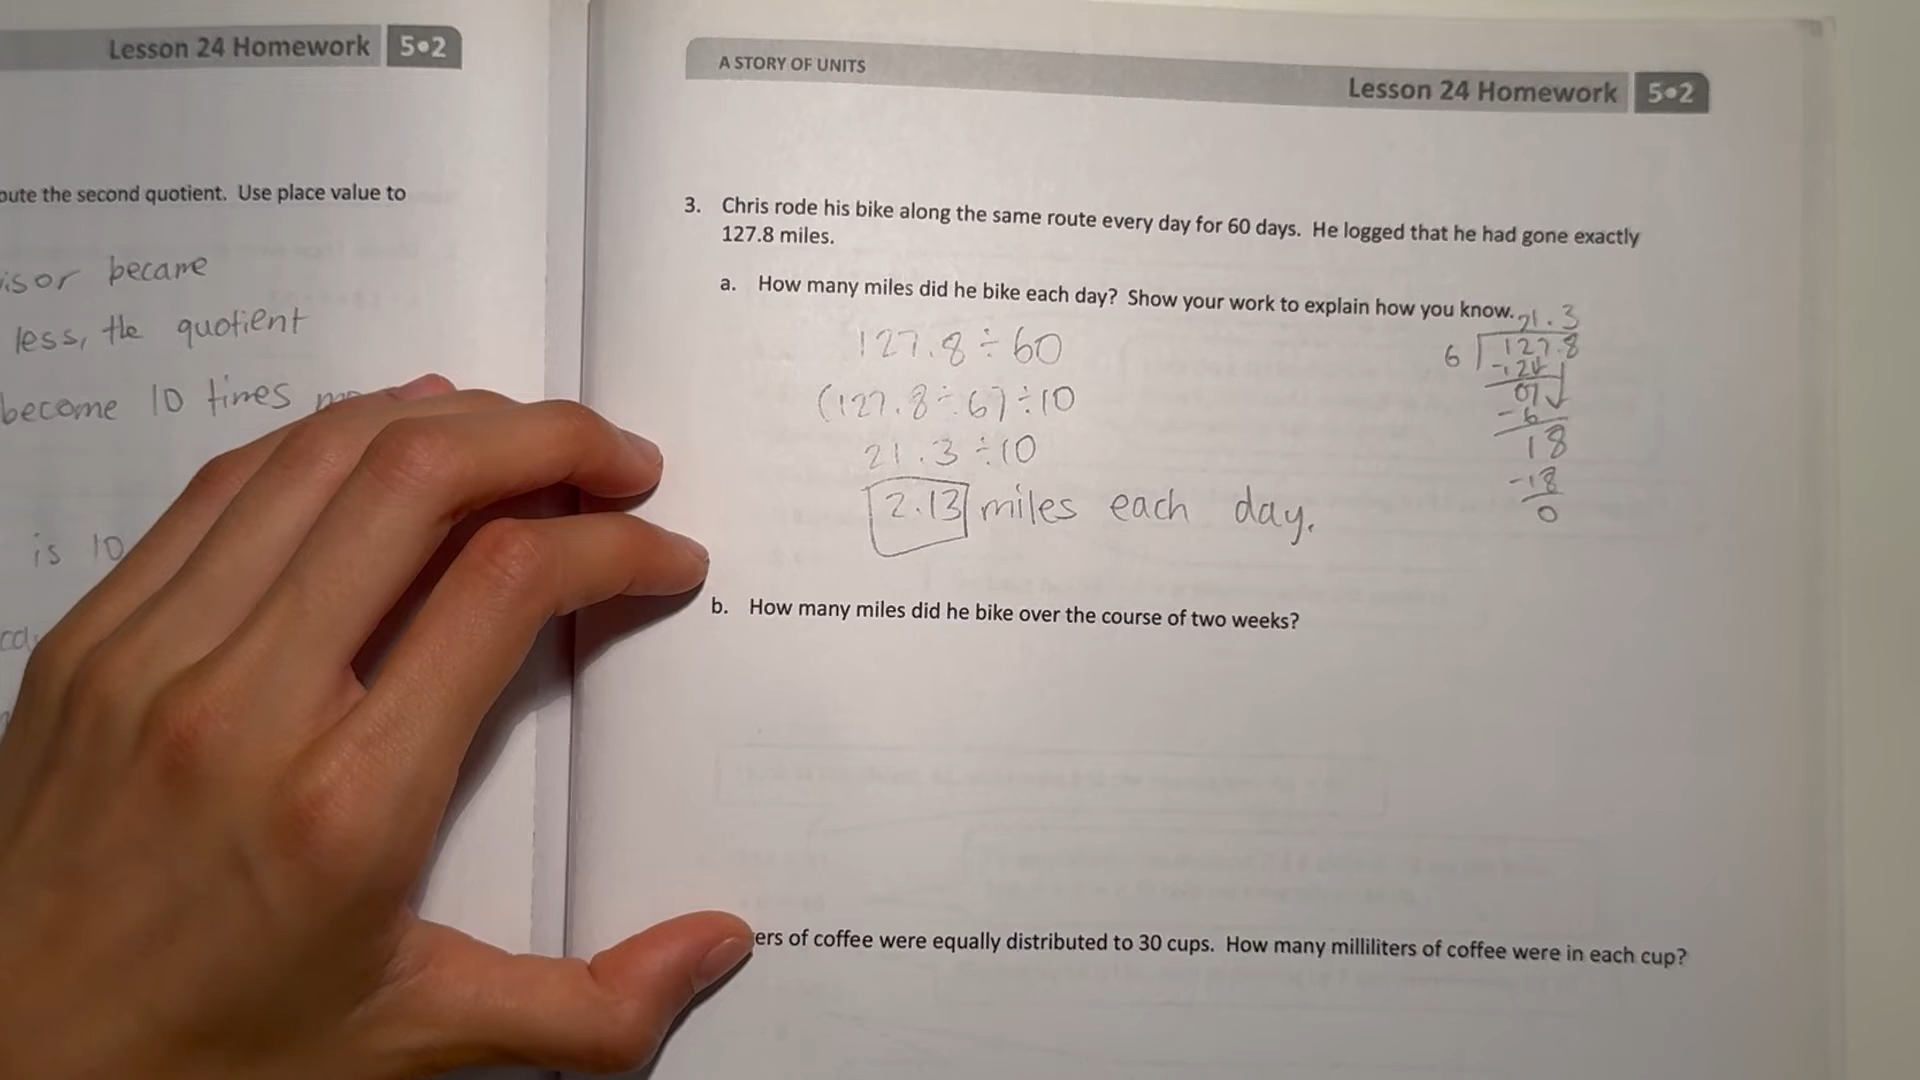 Lesson 24 Homework 5•2
the second quotient. Use place value to
became
less, the quotient
become 10 times
is 10
A STORY OF UNITS
Lesson 24 Homework 5•2
3. Chris rode his bike along the same route every day for 60 days. He logged that he had gone exactly
127.8 miles.
a. How many miles did he bike each day? Show your work to explain how you know.
127.8 ÷ 60
(127.8 ÷ 6) ÷ 10
21.3 ÷ 10
2.13 miles each day.
21.3
6 127.8
-12
07
-6
18
-18
0
b. How many miles did he bike over the course of two weeks?
of coffee were equally distributed to 30 cups. How many milliliters of coffee were in each cup?